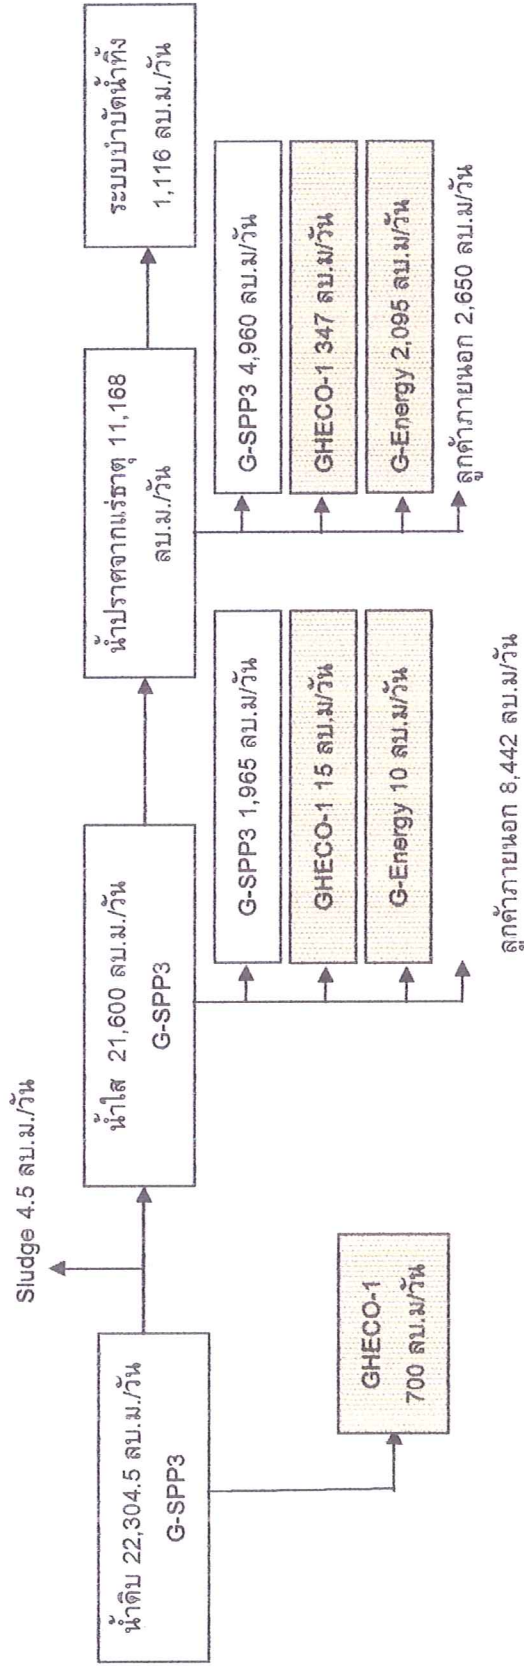 Sludge 4.5 ลบ.ม./วัน
น้ำดิบ 22,304.5 ลบ.ม./วัน
G-SPP3
GHECO-1
700 ลบ.ม/วัน
น้ำใส 21,600 ลบ.ม./วัน
G-SPP3
G-SPP3 1,965 ลบ.ม/วัน
GHECO-1 15 ลบ.ม/วัน
G-Energy 10 ลบ.ม/วัน
ลูกค้าภายนอก 8,442 ลบ.ม/วัน
น้ำปราศจากแร่ธาตุ 11,168
ลบ.ม./วัน
G-SPP3 4,960 ลบ.ม/วัน
GHECO-1 347 ลบ.ม/วัน
G-Energy 2,095 ลบ.ม/วัน
ลูกค้าภายนอก 2,650 ลบ.ม/วัน
ระบบบำบัดน้ำทิ้ง
1,116 ลบ.ม./วัน